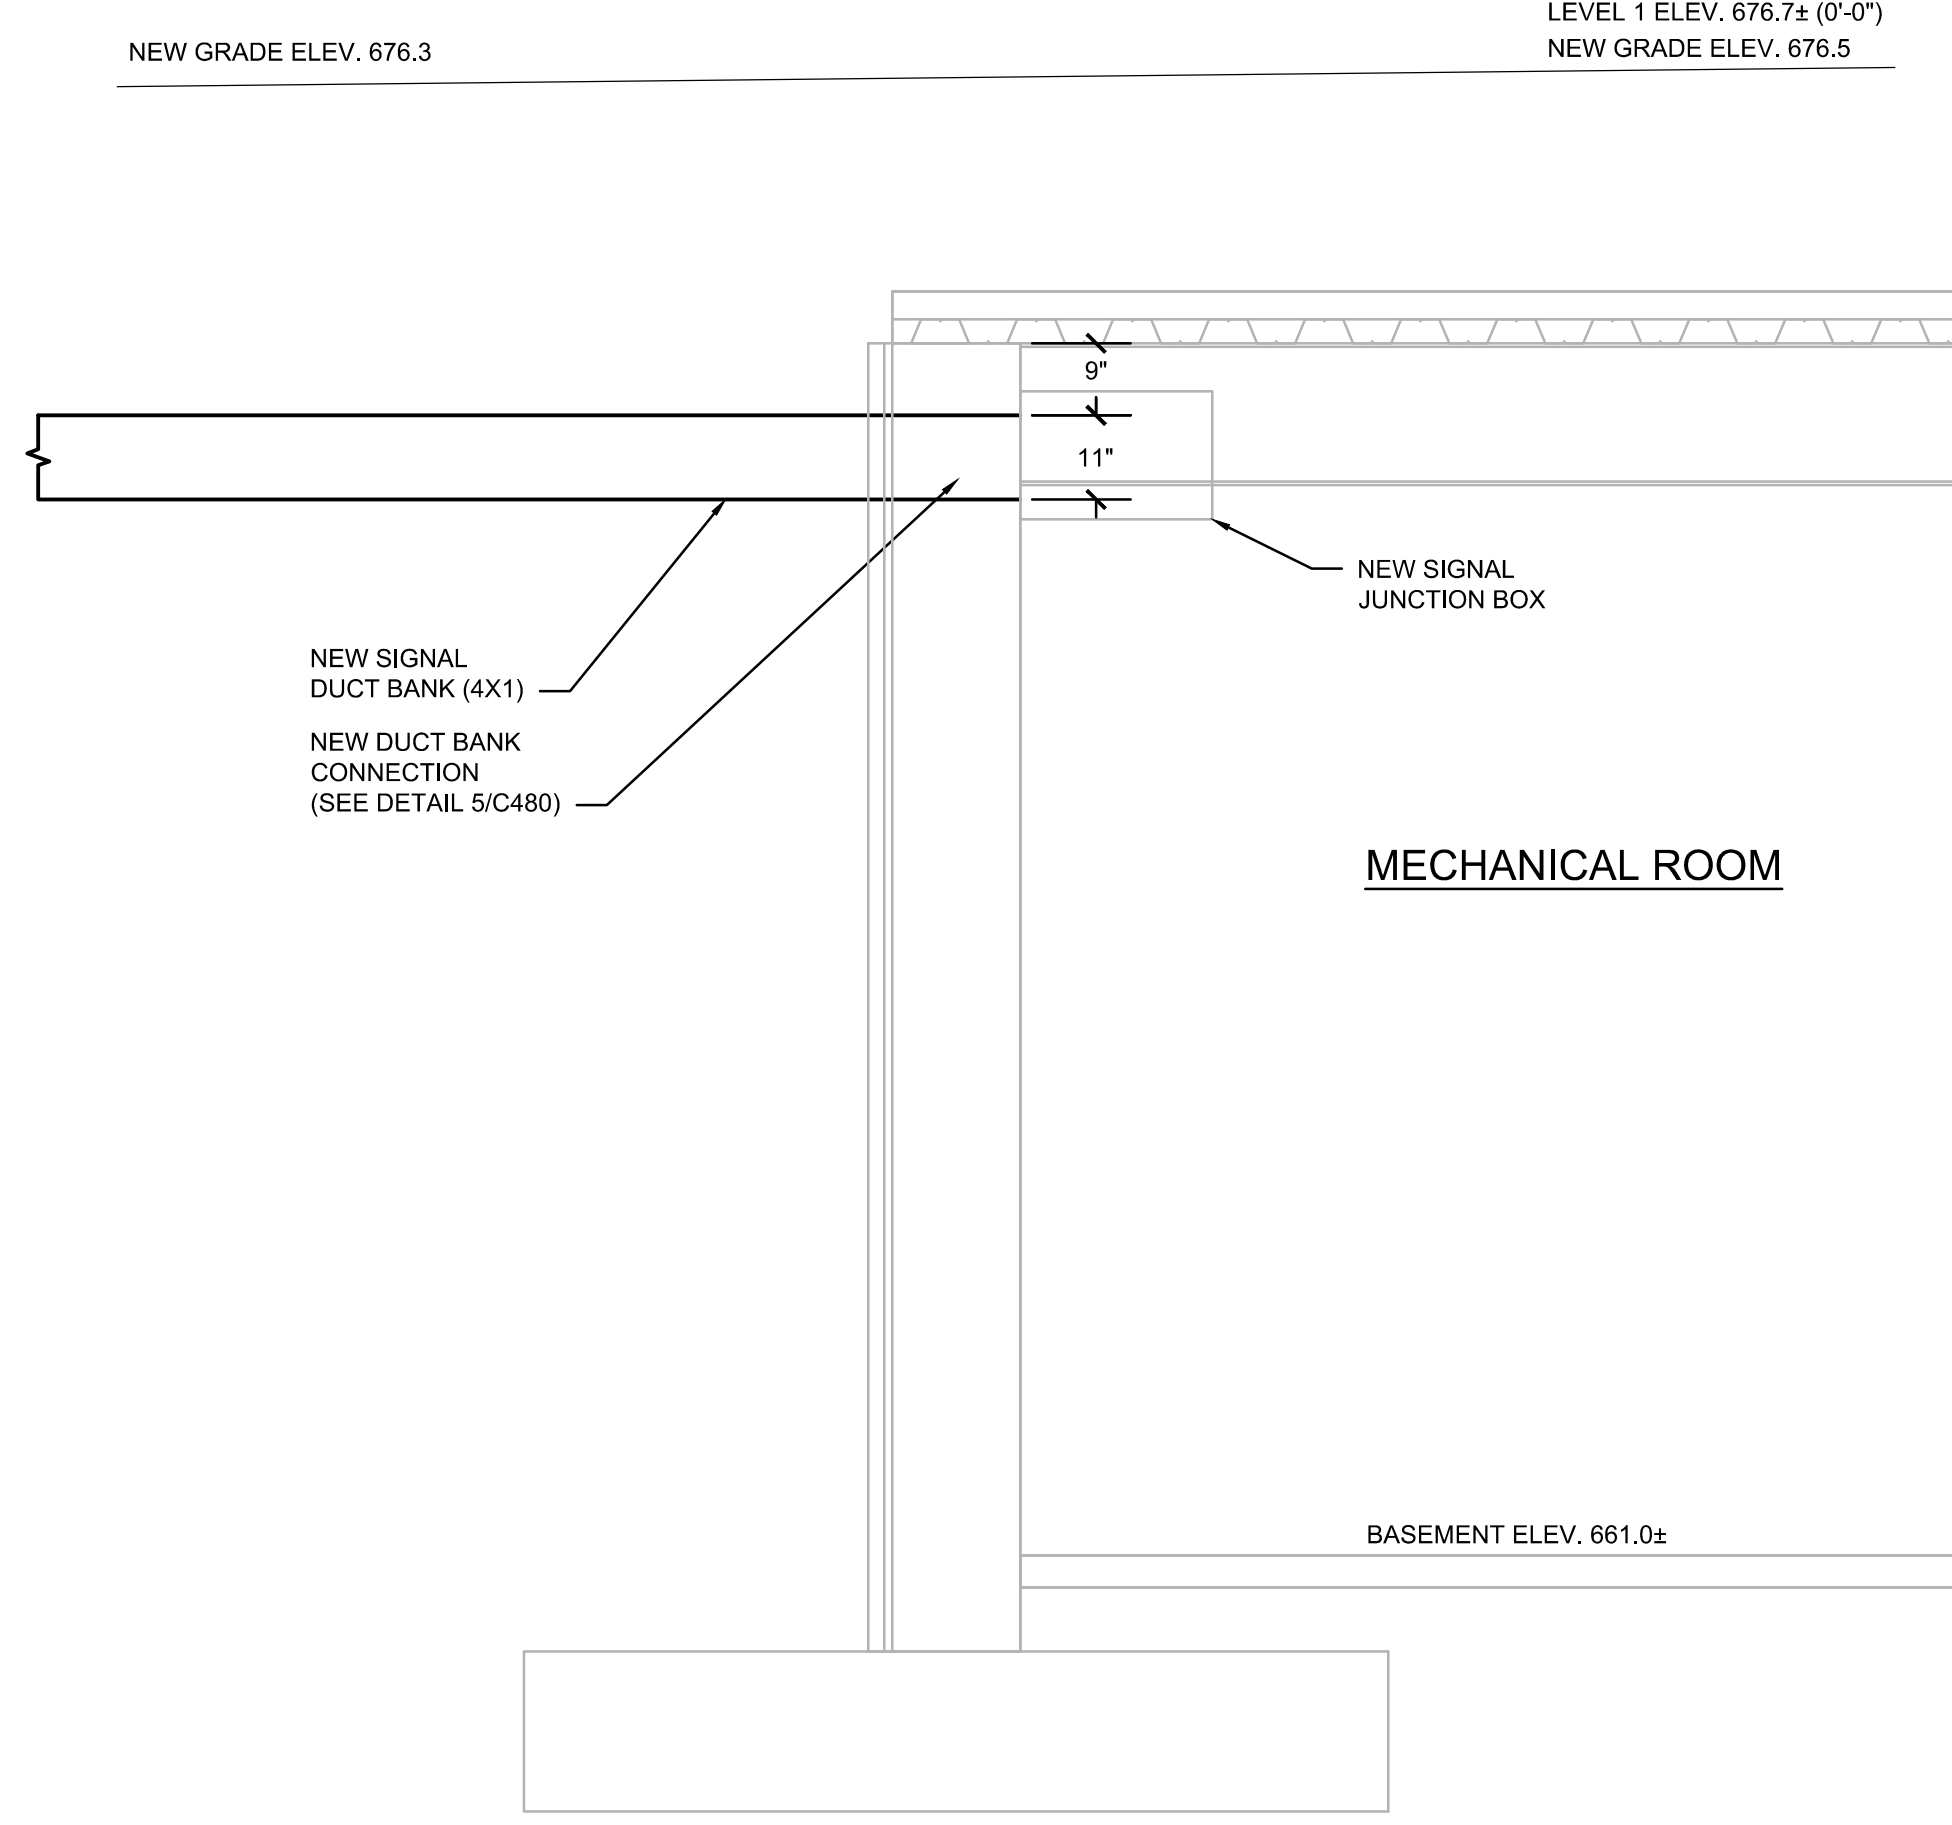 LEVEL 1 ELEV. 676.7± (0'-0")
NEW GRADE ELEV. 676.3
NEW GRADE ELEV. 676.5
9"
11"
NEW SIGNAL
JUNCTION BOX
NEW SIGNAL
DUCT BANK (4X1)
NEW DUCT BANK
CONNECTION
(SEE DETAIL 5/C480)
MECHANICAL ROOM
BASEMENT ELEV. 661.0±